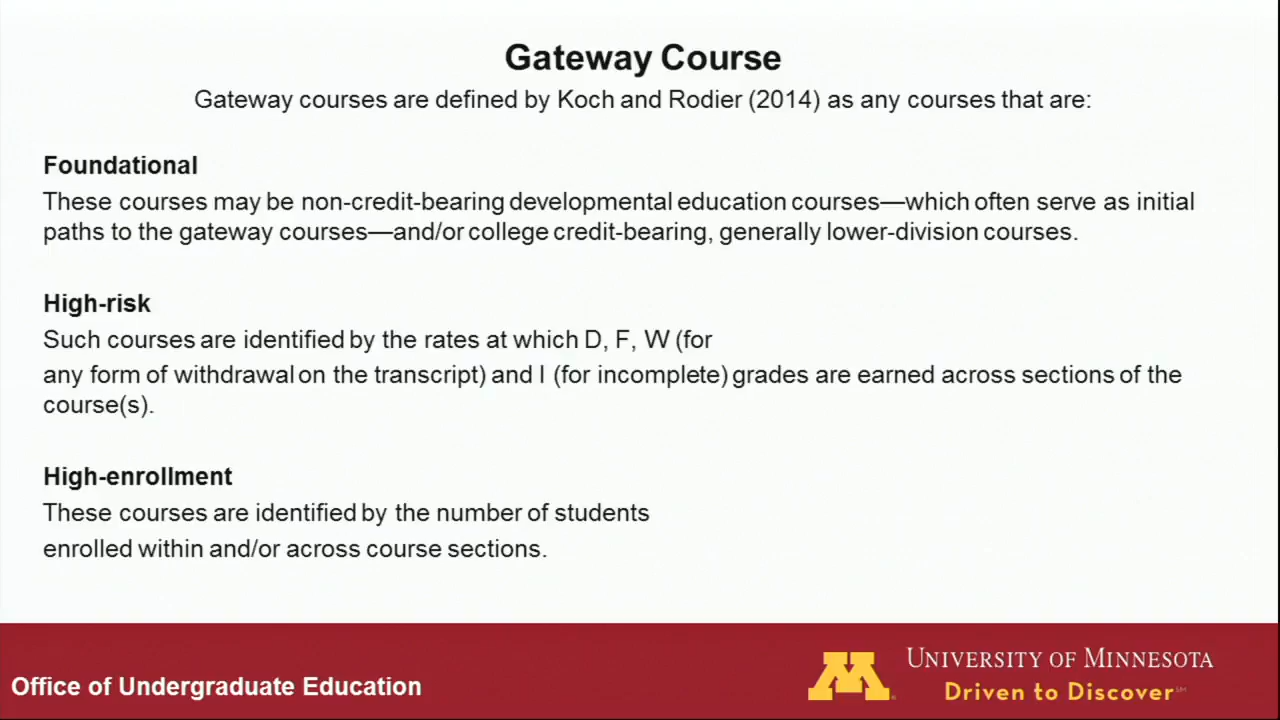 Gateway Course
Gateway courses are defined by Koch and Rodier (2014) as any courses that are:
Foundational
These courses may be non-credit-bearing developmental education courses—which often serve as initial
paths to the gateway courses—and/or college credit-bearing, generally lower-division courses.
High-risk
Such courses are identified by the rates at which D, F, W (for
any form of withdrawal on the transcript) and I (for incomplete) grades are earned across sections of the
course(s).
High-enrollment
These courses are identified by the number of students
enrolled within and/or across course sections.
Office of Undergraduate Education
M
UNIVERSITY OF MINNESOTA
Driven to Discover℠